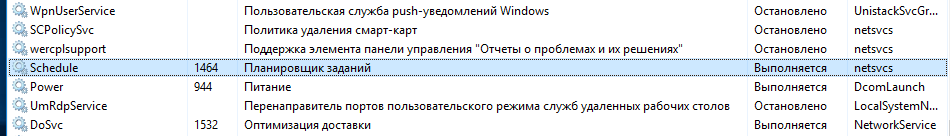 WpnUserService Пользовательская служба push-уведомлений Windows Остановлено UnistackSvcGr...
SCPolicySvc Политика удаления смарт-карт Остановлено netsvcs
wercplsupport Поддержка элемента панели управления "Отчеты о проблемах и их решениях" Остановлено netsvcs
Schedule 1464 Планировщик заданий Выполняется netsvcs
Power 944 Питание Выполняется DcomLaunch
UmRdpService Перенаправитель портов пользовательского режима служб удаленных рабочих столов Остановлено LocalSystemN...
DoSvc 1532 Оптимизация доставки Выполняется NetworkService